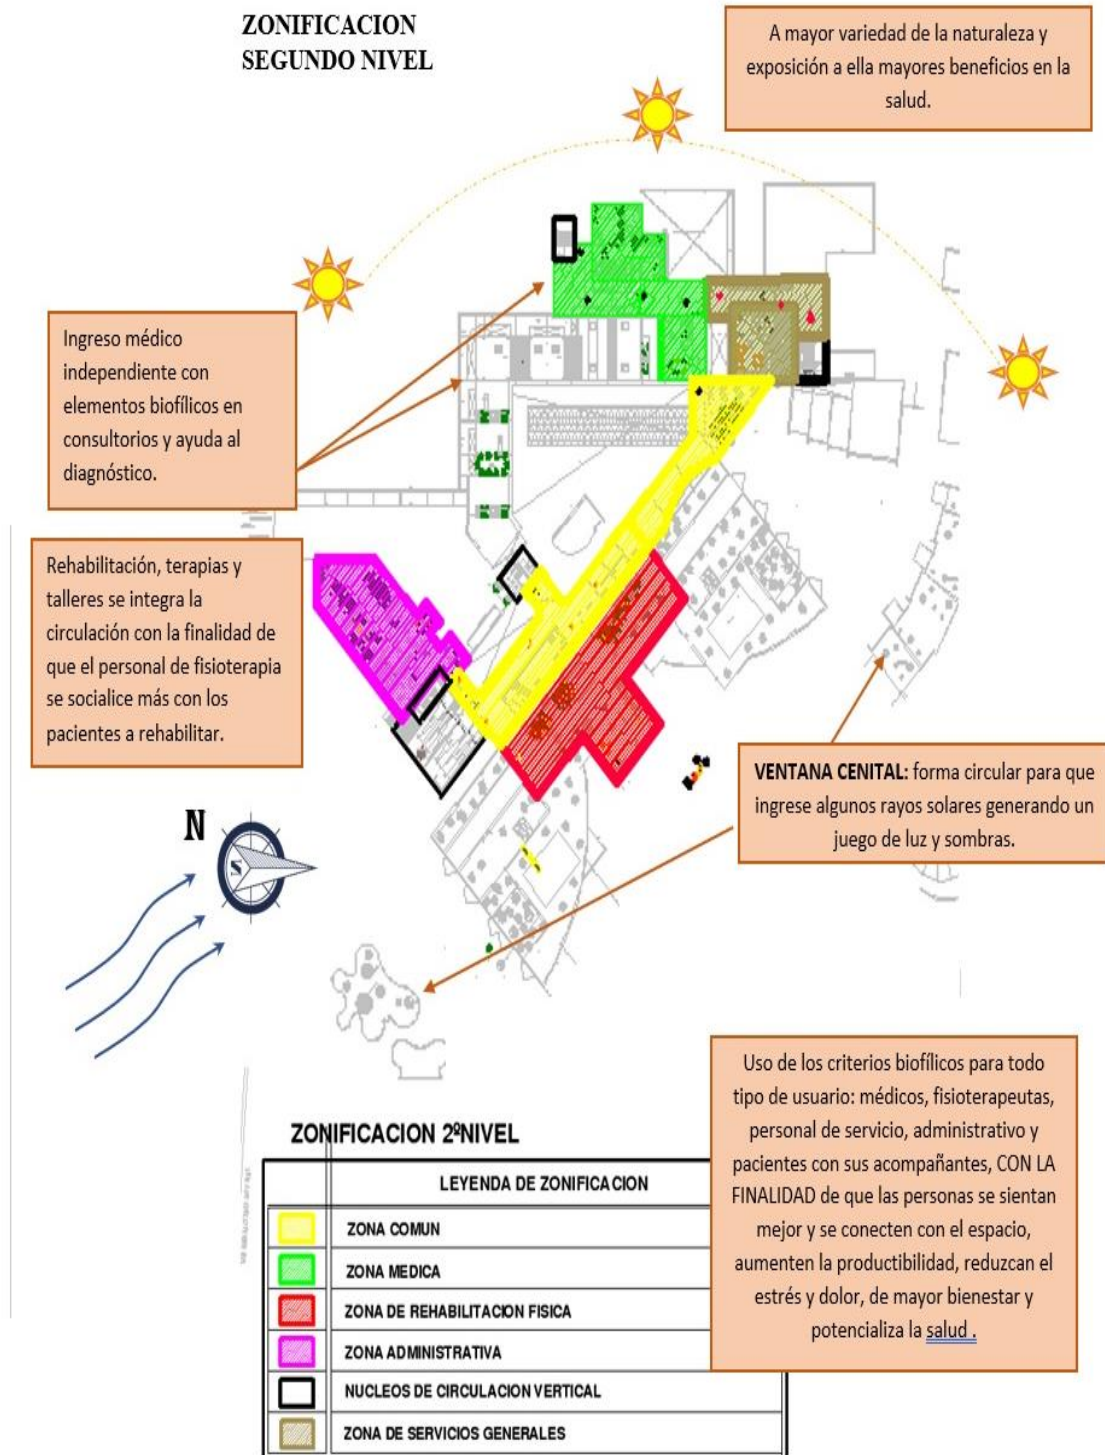 ZONIFICACION
SEGUNDO NIVEL
A mayor variedad de la naturaleza y
exposición a ella mayores beneficios en la
salud.
Ingreso médico
independiente con
elementos biofílicos en
consultorios y ayuda al
diagnóstico.
Rehabilitación, terapias y
talleres se integra la
circulación con la finalidad de
que el personal de fisioterapia
se socialice más con los
pacientes a rehabilitar.
VENTANA CENITAL: forma circular para que
ingrese algunos rayos solares generando un
juego de luz y sombras.
N
Uso de los criterios biofílicos para todo
tipo de usuario: médicos, fisioterapeutas,
personal de servicio, administrativo y
pacientes con sus acompañantes, CON LA
FINALIDAD de que las personas se sientan
mejor y se conecten con el espacio,
aumenten la productibilidad, reduzcan el
estrés y dolor, de mayor bienestar y
potencializa la salud .
ZONIFICACION 2ºNIVEL
LEYENDA DE ZONIFICACION
ZONA COMUN
ZONA MEDICA
ZONA DE REHABILITACION FISICA
ZONA ADMINISTRATIVA
NUCLEOS DE CIRCULACION VERTICAL
ZONA DE SERVICIOS GENERALES